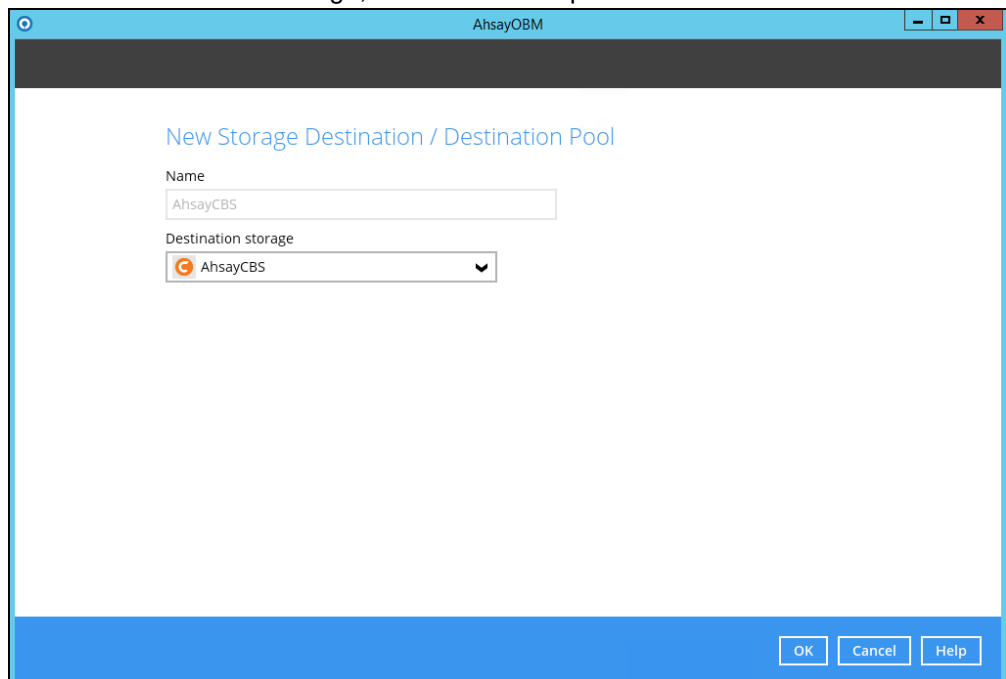 AhsayOBM
New Storage Destination / Destination Pool
Name
AhsayCBS
Destination storage
AhsayCBS
OK Cancel Help